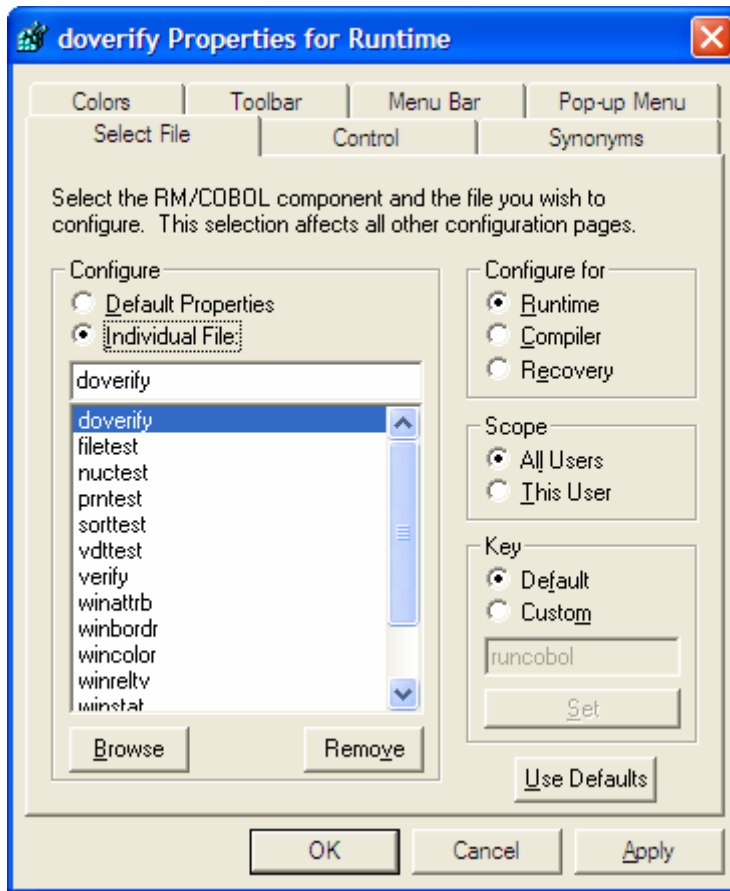 doverify Properties for Runtime
Colors
Toolbar
Menu Bar
Pop-up Menu
Select File
Control
Synonyms
Select the RM/COBOL component and the file you wish to
configure. This selection affects all other configuration pages.
Configure
Default Properties
Individual File:
doverify
doverify
filetest
nuctest
prntest
sorttest
vdttest
verify
winattrb
winbordr
wincolor
winreltv
winstat
Browse
Remove
Configure for
Runtime
Compiler
Recovery
Scope
All Users
This User
Key
Default
Custom
runcobol
Set
Use Defaults
OK
Cancel
Apply